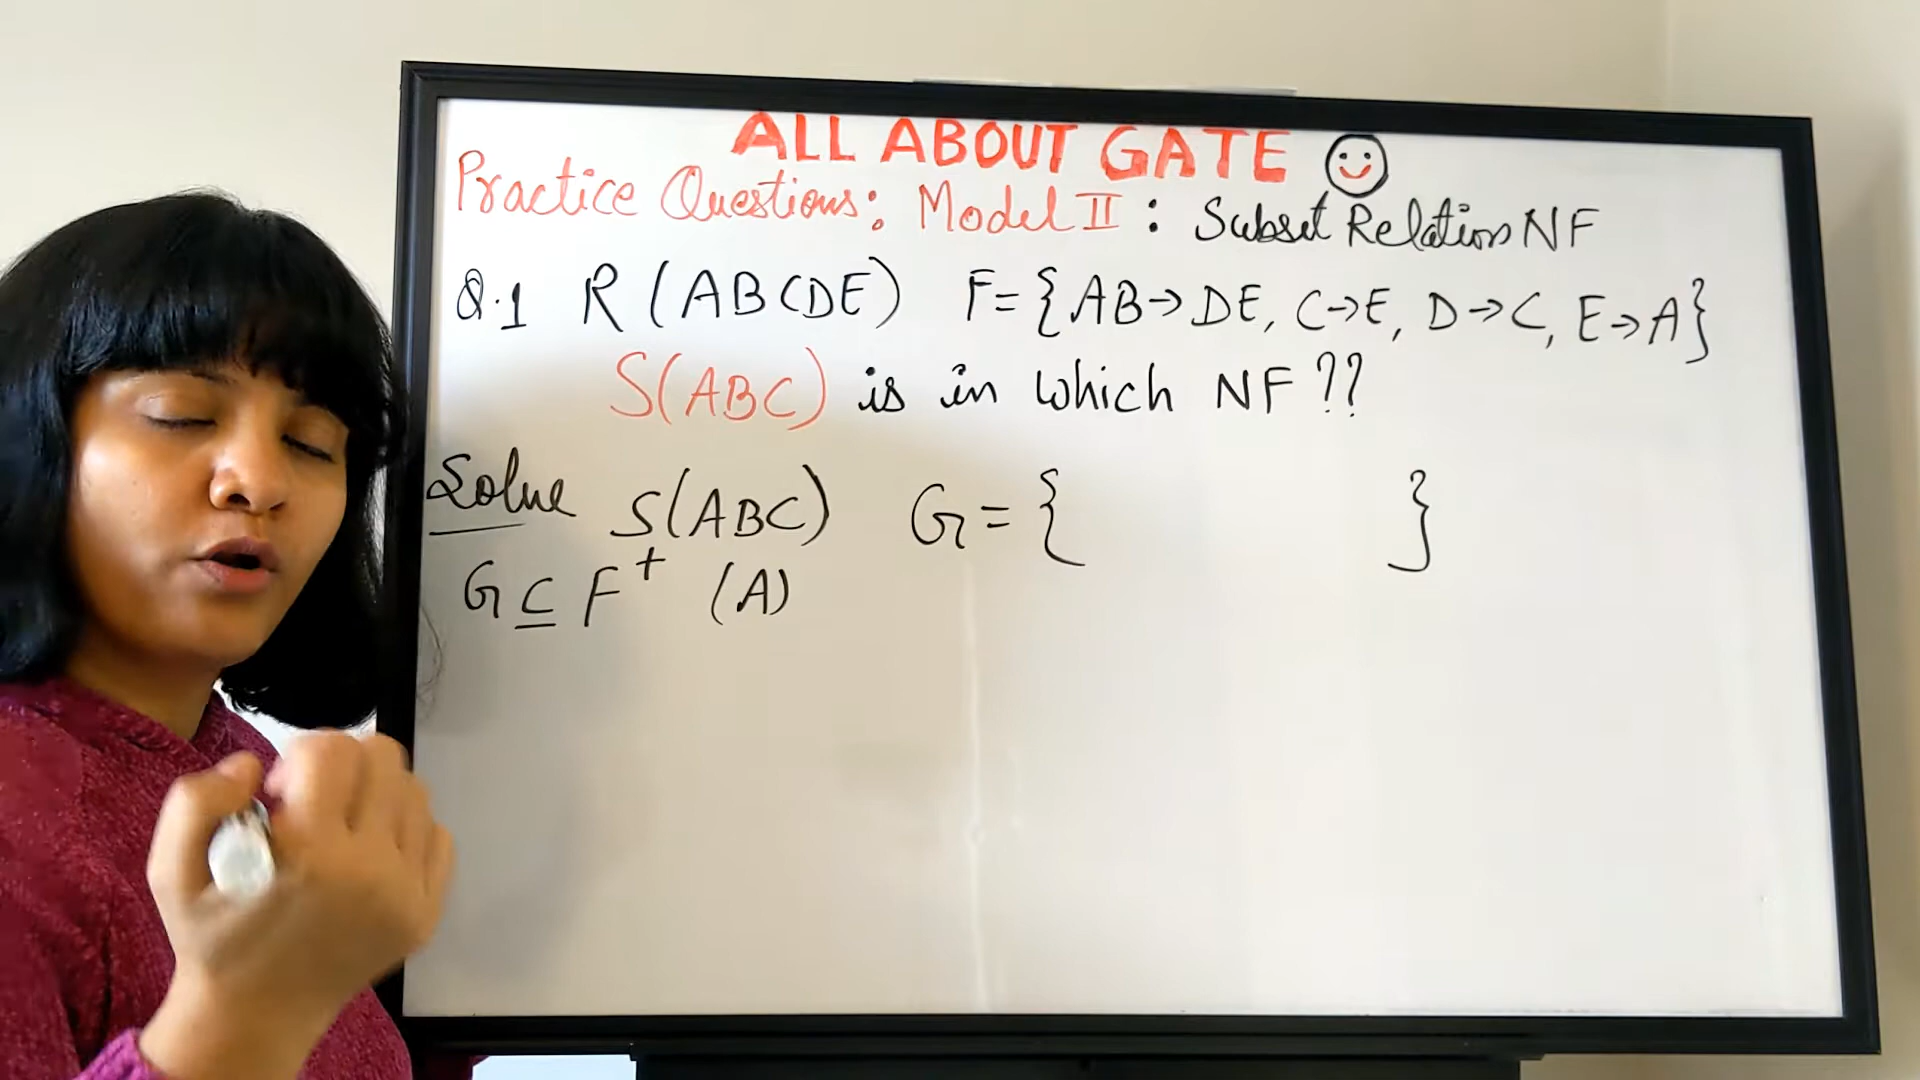 ALL ABOUT GATE
Practice Questions: Model II : Subset Relation NF
Q.1 R (ABCDE) F= {AB→DE, C→E, D→C, E→A}
S(ABC) is in which NF ??
Solve S(ABC) G = { }
G ⊆ F⁺ (A)